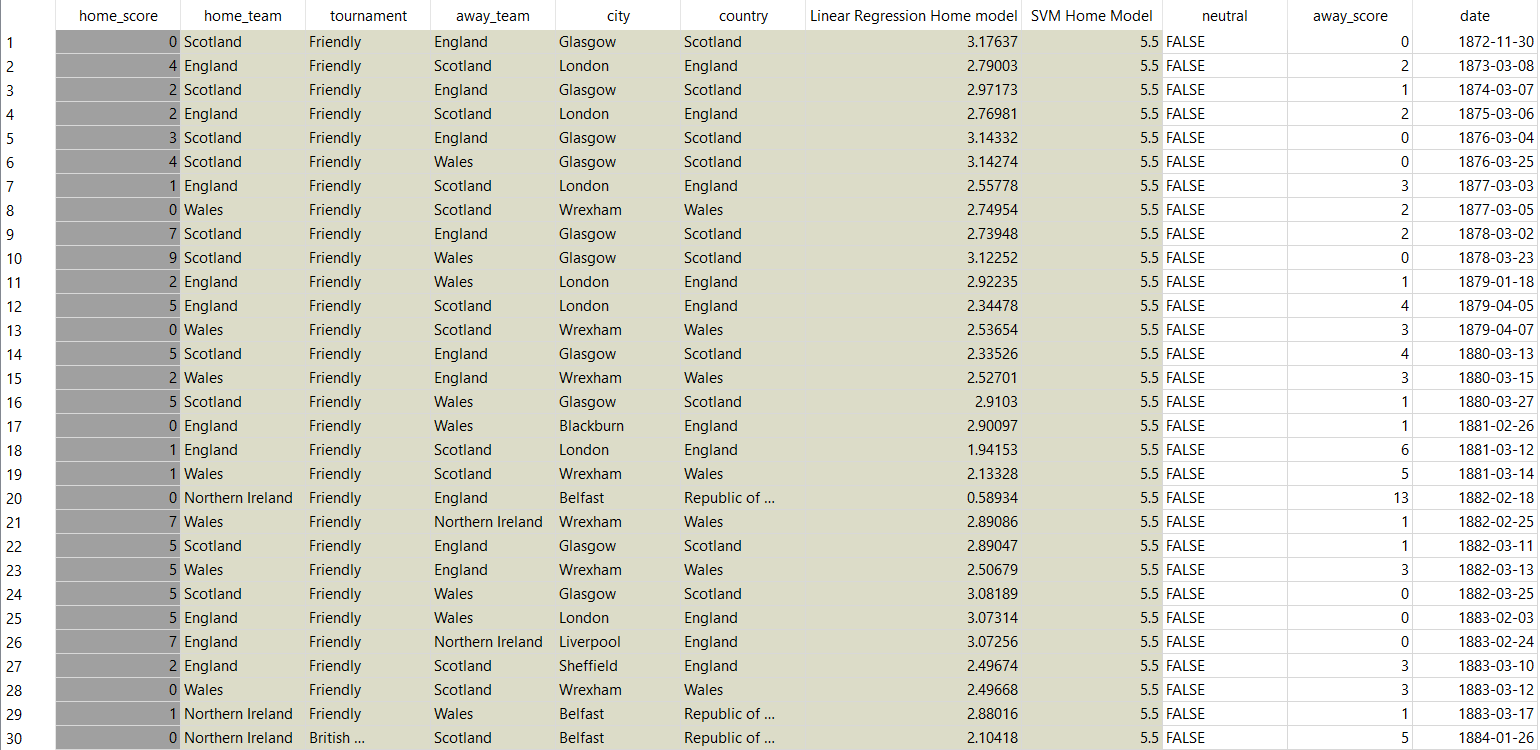 home_score home_team tournament away_team city country Linear Regression Home model SVM Home Model neutral away_score date
1 0 Scotland Friendly England Glasgow Scotland 3.17637 5.5 FALSE 0 1872-11-30
2 4 England Friendly Scotland London England 2.79003 5.5 FALSE 2 1873-03-08
3 2 Scotland Friendly England Glasgow Scotland 2.97173 5.5 FALSE 1 1874-03-07
4 2 England Friendly Scotland London England 2.76981 5.5 FALSE 2 1875-03-06
5 3 Scotland Friendly England Glasgow Scotland 3.14332 5.5 FALSE 0 1876-03-04
6 4 Scotland Friendly Wales Glasgow Scotland 3.14274 5.5 FALSE 0 1876-03-25
7 1 England Friendly Scotland London England 2.55778 5.5 FALSE 3 1877-03-03
8 0 Wales Friendly Scotland Wrexham Wales 2.74954 5.5 FALSE 2 1877-03-05
9 7 Scotland Friendly England Glasgow Scotland 2.73948 5.5 FALSE 2 1878-03-02
10 9 Scotland Friendly Wales Glasgow Scotland 3.12252 5.5 FALSE 0 1878-03-23
11 2 England Friendly Wales London England 2.92235 5.5 FALSE 1 1879-01-18
12 5 England Friendly Scotland London England 2.34478 5.5 FALSE 4 1879-04-05
13 0 Wales Friendly Scotland Wrexham Wales 2.53654 5.5 FALSE 3 1879-04-07
14 5 Scotland Friendly England Glasgow Scotland 2.33526 5.5 FALSE 4 1880-03-13
15 2 Wales Friendly England Wrexham Wales 2.52701 5.5 FALSE 3 1880-03-15
16 5 Scotland Friendly Wales Glasgow Scotland 2.9103 5.5 FALSE 1 1880-03-27
17 0 England Friendly Wales Blackburn England 2.90097 5.5 FALSE 1 1881-02-26
18 1 England Friendly Scotland London England 1.94153 5.5 FALSE 6 1881-03-12
19 1 Wales Friendly Scotland Wrexham Wales 2.13328 5.5 FALSE 5 1881-03-14
20 0 Northern Ireland Friendly England Belfast Republic of ... 0.58934 5.5 FALSE 13 1882-02-18
21 7 Wales Friendly Northern Ireland Wrexham Wales 2.89086 5.5 FALSE 1 1882-02-25
22 5 Scotland Friendly England Glasgow Scotland 2.89047 5.5 FALSE 1 1882-03-11
23 5 Wales Friendly England Wrexham Wales 2.50679 5.5 FALSE 3 1882-03-13
24 5 Scotland Friendly Wales Glasgow Scotland 3.08189 5.5 FALSE 0 1882-03-25
25 5 England Friendly Wales London England 3.07314 5.5 FALSE 0 1883-02-03
26 7 England Friendly Northern Ireland Liverpool England 3.07256 5.5 FALSE 0 1883-02-24
27 2 England Friendly Scotland Sheffield England 2.49674 5.5 FALSE 3 1883-03-10
28 0 Wales Friendly Scotland Wrexham Wales 2.49668 5.5 FALSE 3 1883-03-12
29 1 Northern Ireland Friendly Wales Belfast Republic of ... 2.88016 5.5 FALSE 1 1883-03-17
30 0 Northern Ireland British ... Scotland Belfast Republic of ... 2.10418 5.5 FALSE 5 1884-01-26